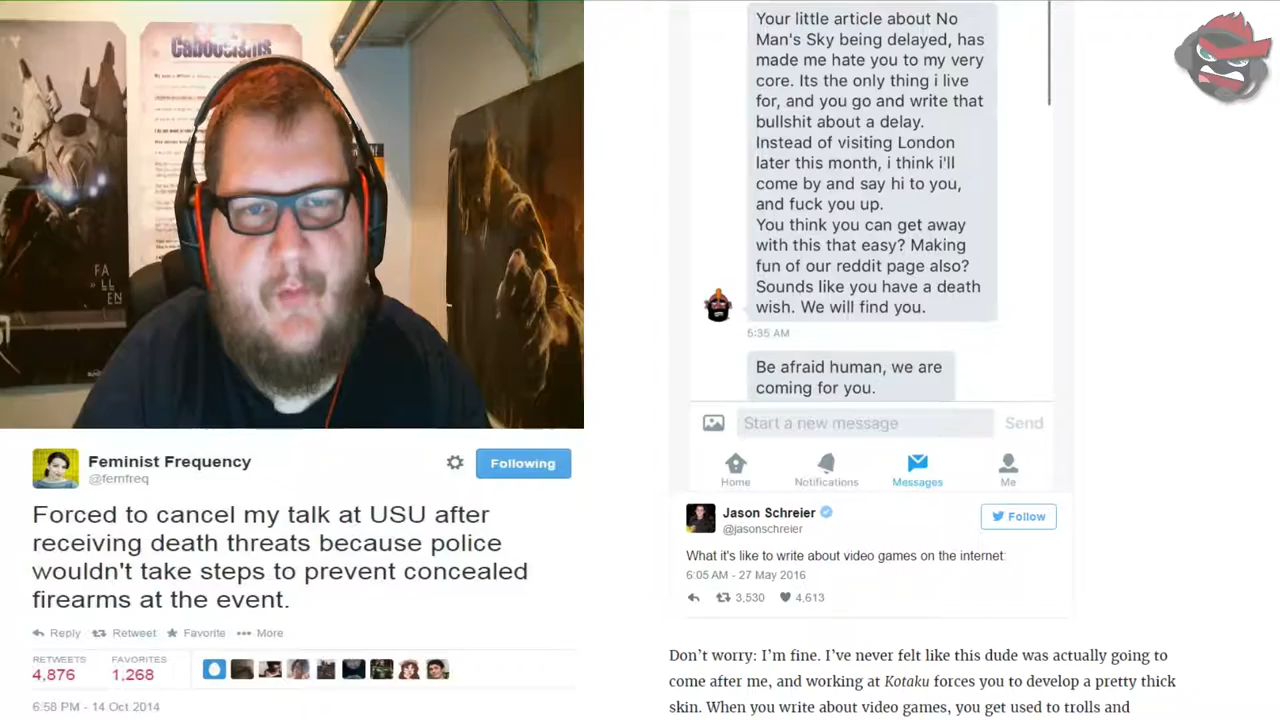 Caboosisms
FA
LL
EN
Feminist Frequency
@femfreq
Following
Forced to cancel my talk at USU after
receiving death threats because police
wouldn't take steps to prevent concealed
firearms at the event.
Reply Retweet Favorite More
RETWEETS FAVORITES
4,876 1,268
6:58 PM - 14 Oct 2014
Your little article about No
Man's Sky being delayed, has
made me hate you to my very
core. Its the only thing i live
for, and you go and write that
bullshit about a delay.
Instead of visiting London
later this month, i think i'll
come by and say hi to you,
and fuck you up.
You think you can get away
with this that easy? Making
fun of our reddit page also?
Sounds like you have a death
wish. We will find you.
5:35 AM
Be afraid human, we are
coming for you.
Start a new message Send
Home Notifications Messages Me
Jason Schreier
@jasonschreier
Follow
What it's like to write about video games on the internet:
6:05 AM - 27 May 2016
3,530 4,613
Don't worry: I'm fine. I've never felt like this dude was actually going to
come after me, and working at Kotaku forces you to develop a pretty thick
skin. When you write about video games, you get used to trolls and